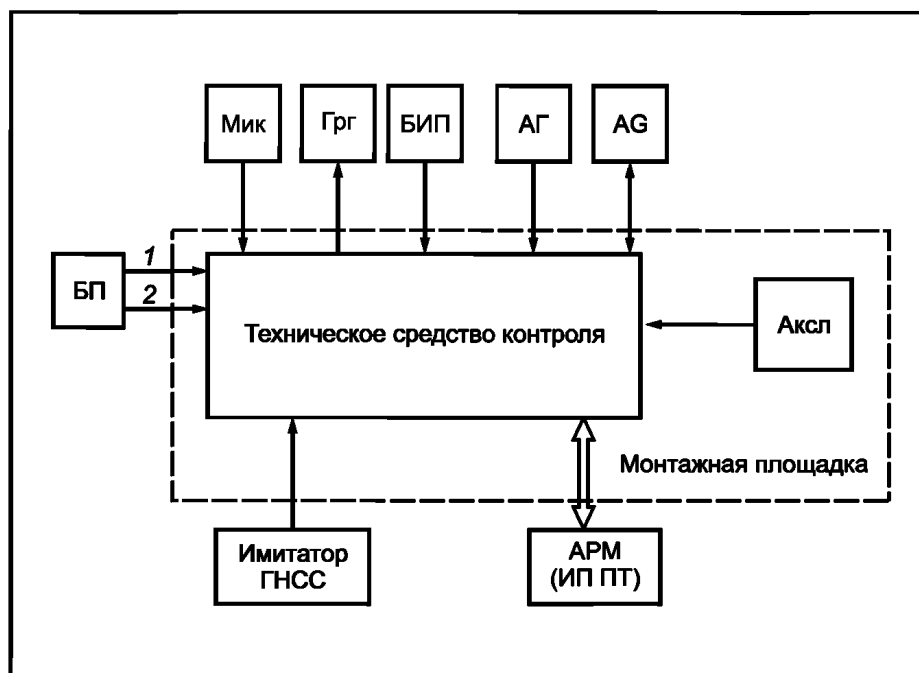 Мик
Грг
БИП
АГ
AG
1
БП
2
Техническое средство контроля
Аксл
Монтажная площадка
Имитатор
ГНСС
АРМ
(ИП ПТ)